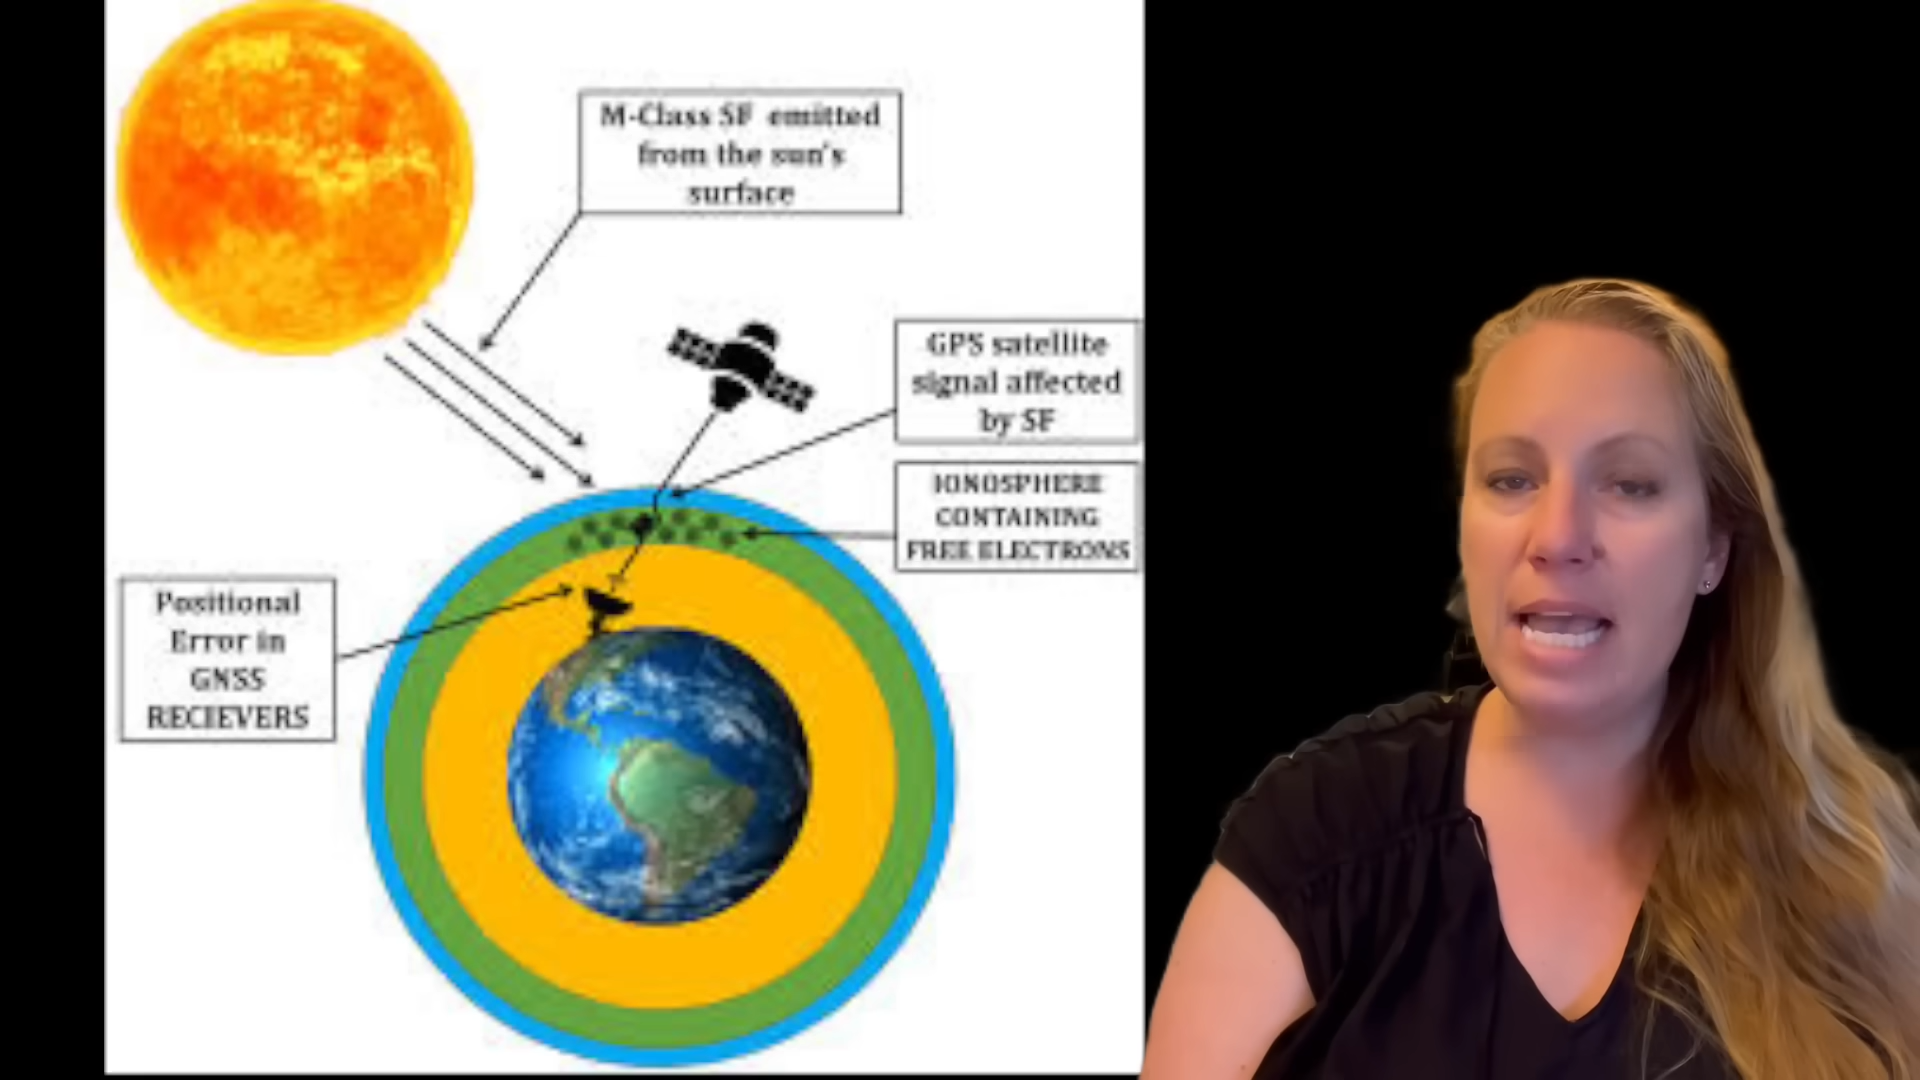 M-Class SF emitted
from the sun's
surface
GPS satellite
signal affected
by SF
IONOSPHERE
CONTAINING
FREE ELECTRONS
Positional
Error in
GNSS
RECIEVERS